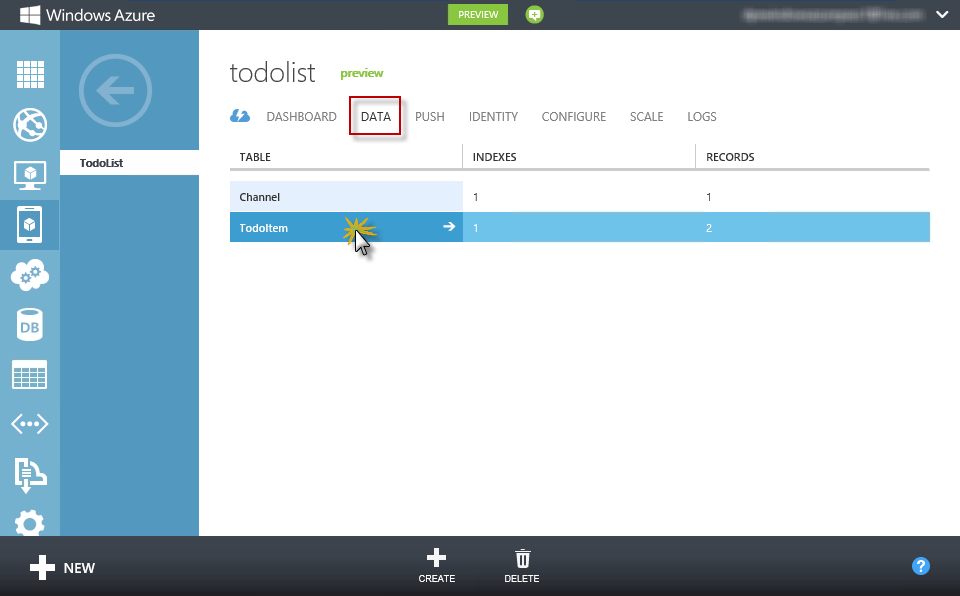 Windows Azure PREVIEW
todolist preview
DASHBOARD DATA PUSH IDENTITY CONFIGURE SCALE LOGS
TodoList
TABLE INDEXES RECORDS
Channel 1 1
TodoItem 1 2
DB
NEW CREATE DELETE ?